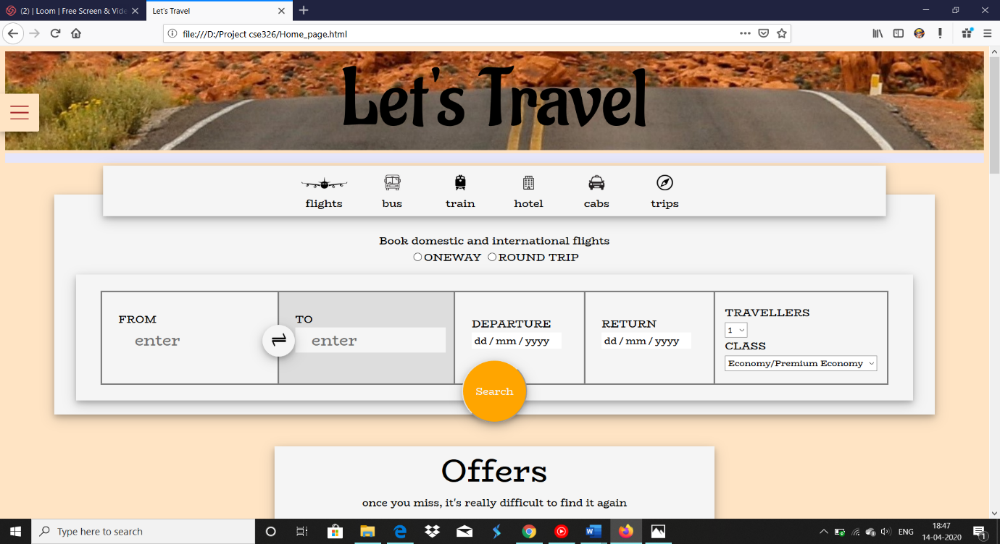 (2) | Loom | Free Screen & Vide
Let's Travel
file:///D:/Project cse326/Home_page.html
Let's Travel
flights bus train hotel cabs trips
Book domestic and international flights
ONEWAY ROUND TRIP
FROM TO DEPARTURE RETURN TRAVELLERS
enter enter dd / mm / yyyy dd / mm / yyyy 1
CLASS
Economy/Premium Economy
Search
Offers
once you miss, it's really difficult to find it again
Type here to search
ENG
18:47
14-04-2020
1